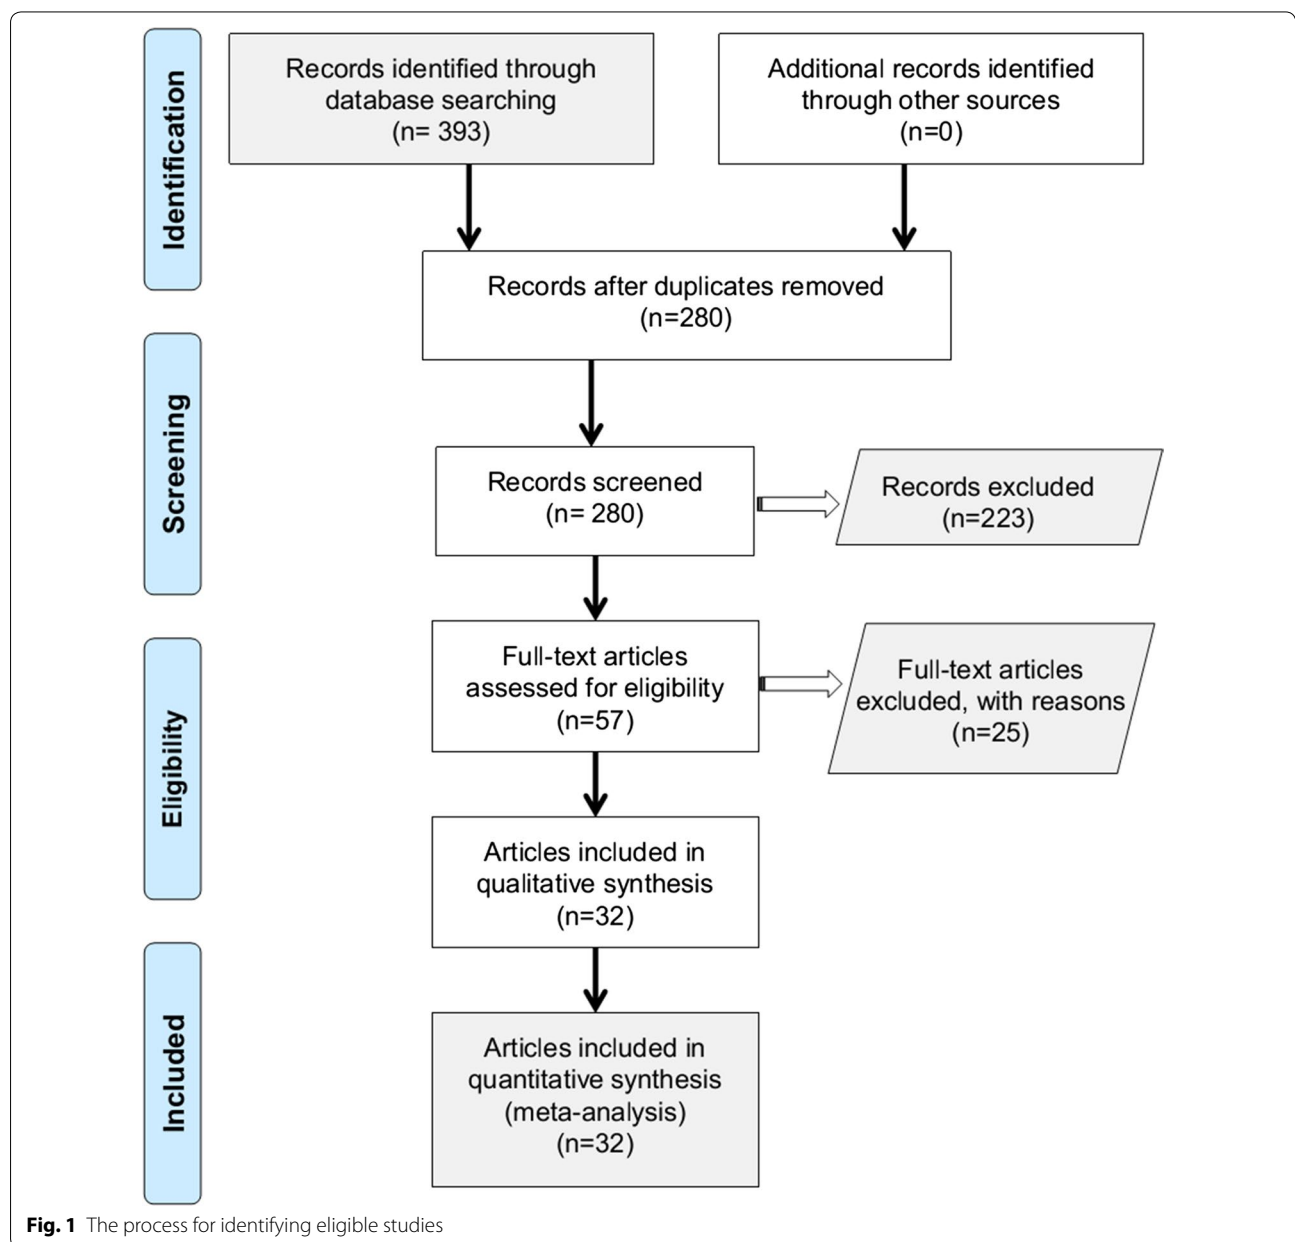 Identification
Records identified through
database searching
(n= 393)
Additional records identified
through other sources
(n=0)
Records after duplicates removed
(n=280)
Screening
Records screened
(n= 280)
Records excluded
(n=223)
Eligibility
Full-text articles
assessed for eligibility
(n=57)
Full-text articles
excluded, with reasons
(n=25)
Articles included in
qualitative synthesis
(n=32)
Included
Articles included in
quantitative synthesis
(meta-analysis)
(n=32)
Fig. 1 The process for identifying eligible studies